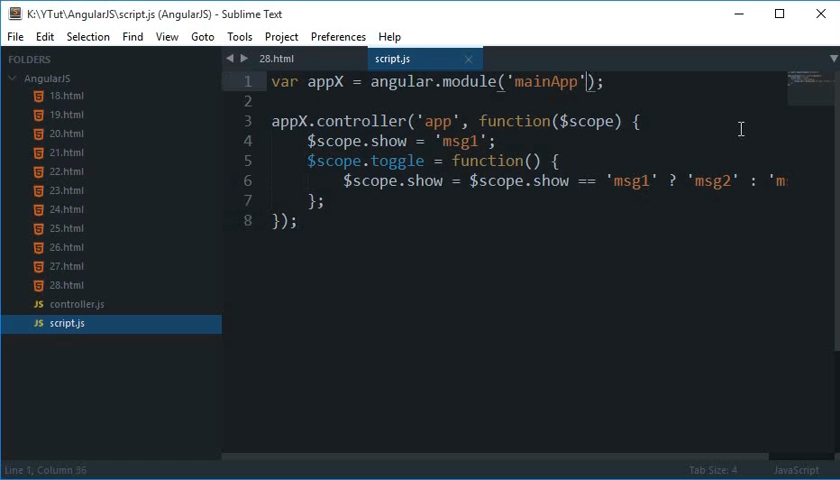 K:\YTut\AngularJS\script.js (AngularJS) - Sublime Text
File Edit Selection Find View Goto Tools Project Preferences Help
FOLDERS
AngularJS
18.html
19.html
20.html
21.html
22.html
23.html
24.html
25.html
26.html
27.html
28.html
JS controller.js
JS script.js
28.html script.js
1 var appX = angular.module('mainApp');
2
3 appX.controller('app', function($scope) {
4 $scope.show = 'msg1';
5 $scope.toggle = function() {
6 $scope.show = $scope.show == 'msg1' ? 'msg2' : 'm
7 };
8 });
Line 1, Column 36 Tab Size: 4 JavaScript